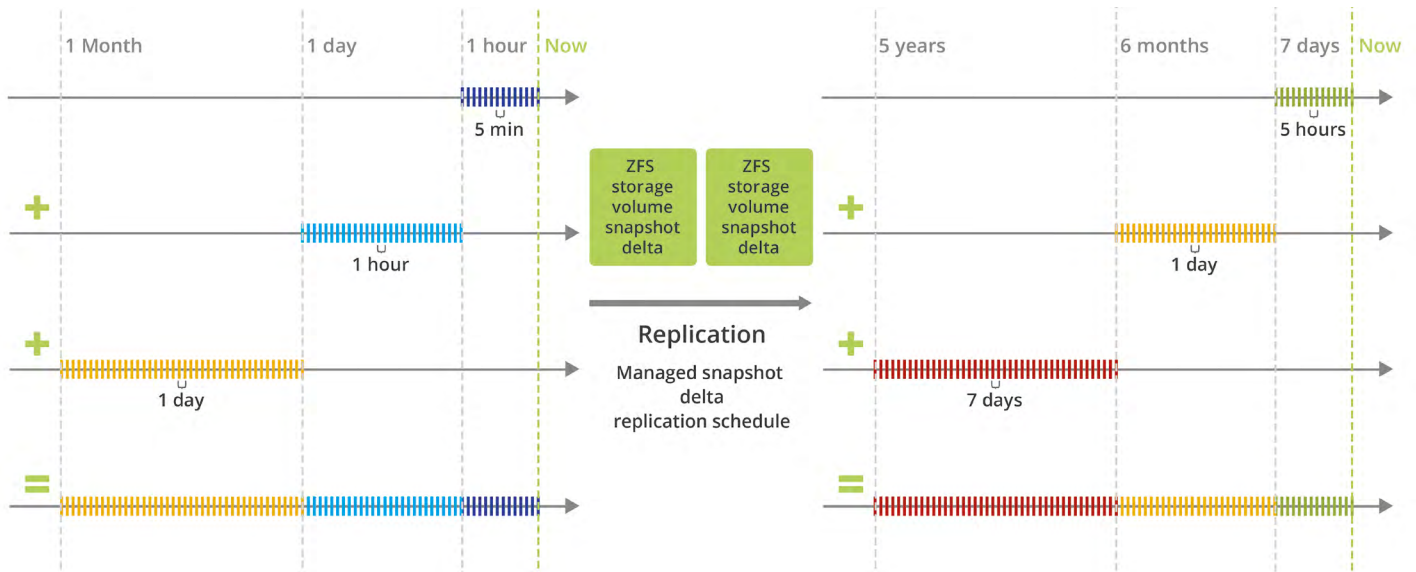 1 Month
1 day
1 hour
Now
5 min
+
1 hour
+
1 day
=
ZFS
storage
volume
snapshot
delta
ZFS
storage
volume
snapshot
delta
Replication
Managed snapshot
delta
replication schedule
5 years
6 months
7 days
Now
5 hours
+
1 day
+
7 days
=